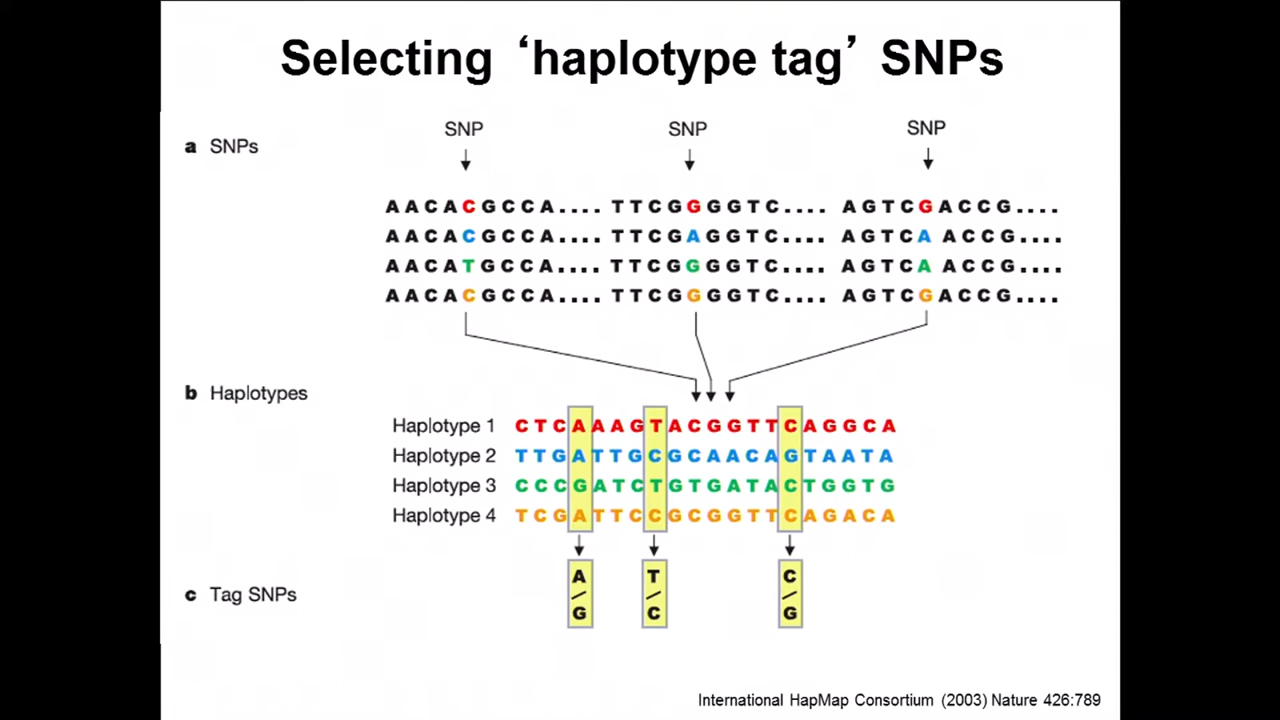 Selecting ‘haplotype tag’ SNPs
SNP SNP SNP
a SNPs
AACACGCCA.... TTCGGGGTC.... AGTCGACCG....
AACACGCCA.... TTCGAGGTC.... AGTCAACCG....
AACATGCCA.... TTCGGGGTC.... AGTCAACCG....
AACACGCCA.... TTCGGGGTC.... AGTCGACCG....
b Haplotypes
Haplotype 1 CTCAAAGTACGGTTCAGGCA
Haplotype 2 TTGATTGCGCAACAGTAATA
Haplotype 3 CCCGATCTGTGATACTGGTG
Haplotype 4 TCGATTCCGCGGTTCAGACA
A/G T/C C/G
c Tag SNPs
International HapMap Consortium (2003) Nature 426:789